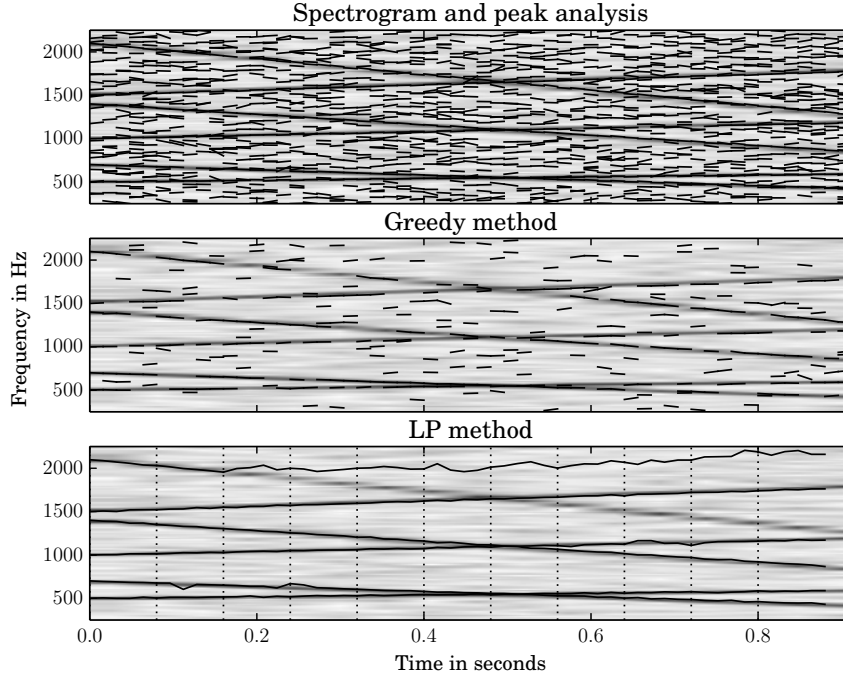 Spectrogram and peak analysis
2000
1500
1000
500
Greedy method
2000
1500
1000
500
Frequency in Hz
LP method
2000
1500
1000
500
0.0 0.2 0.4 0.6 0.8
Time in seconds